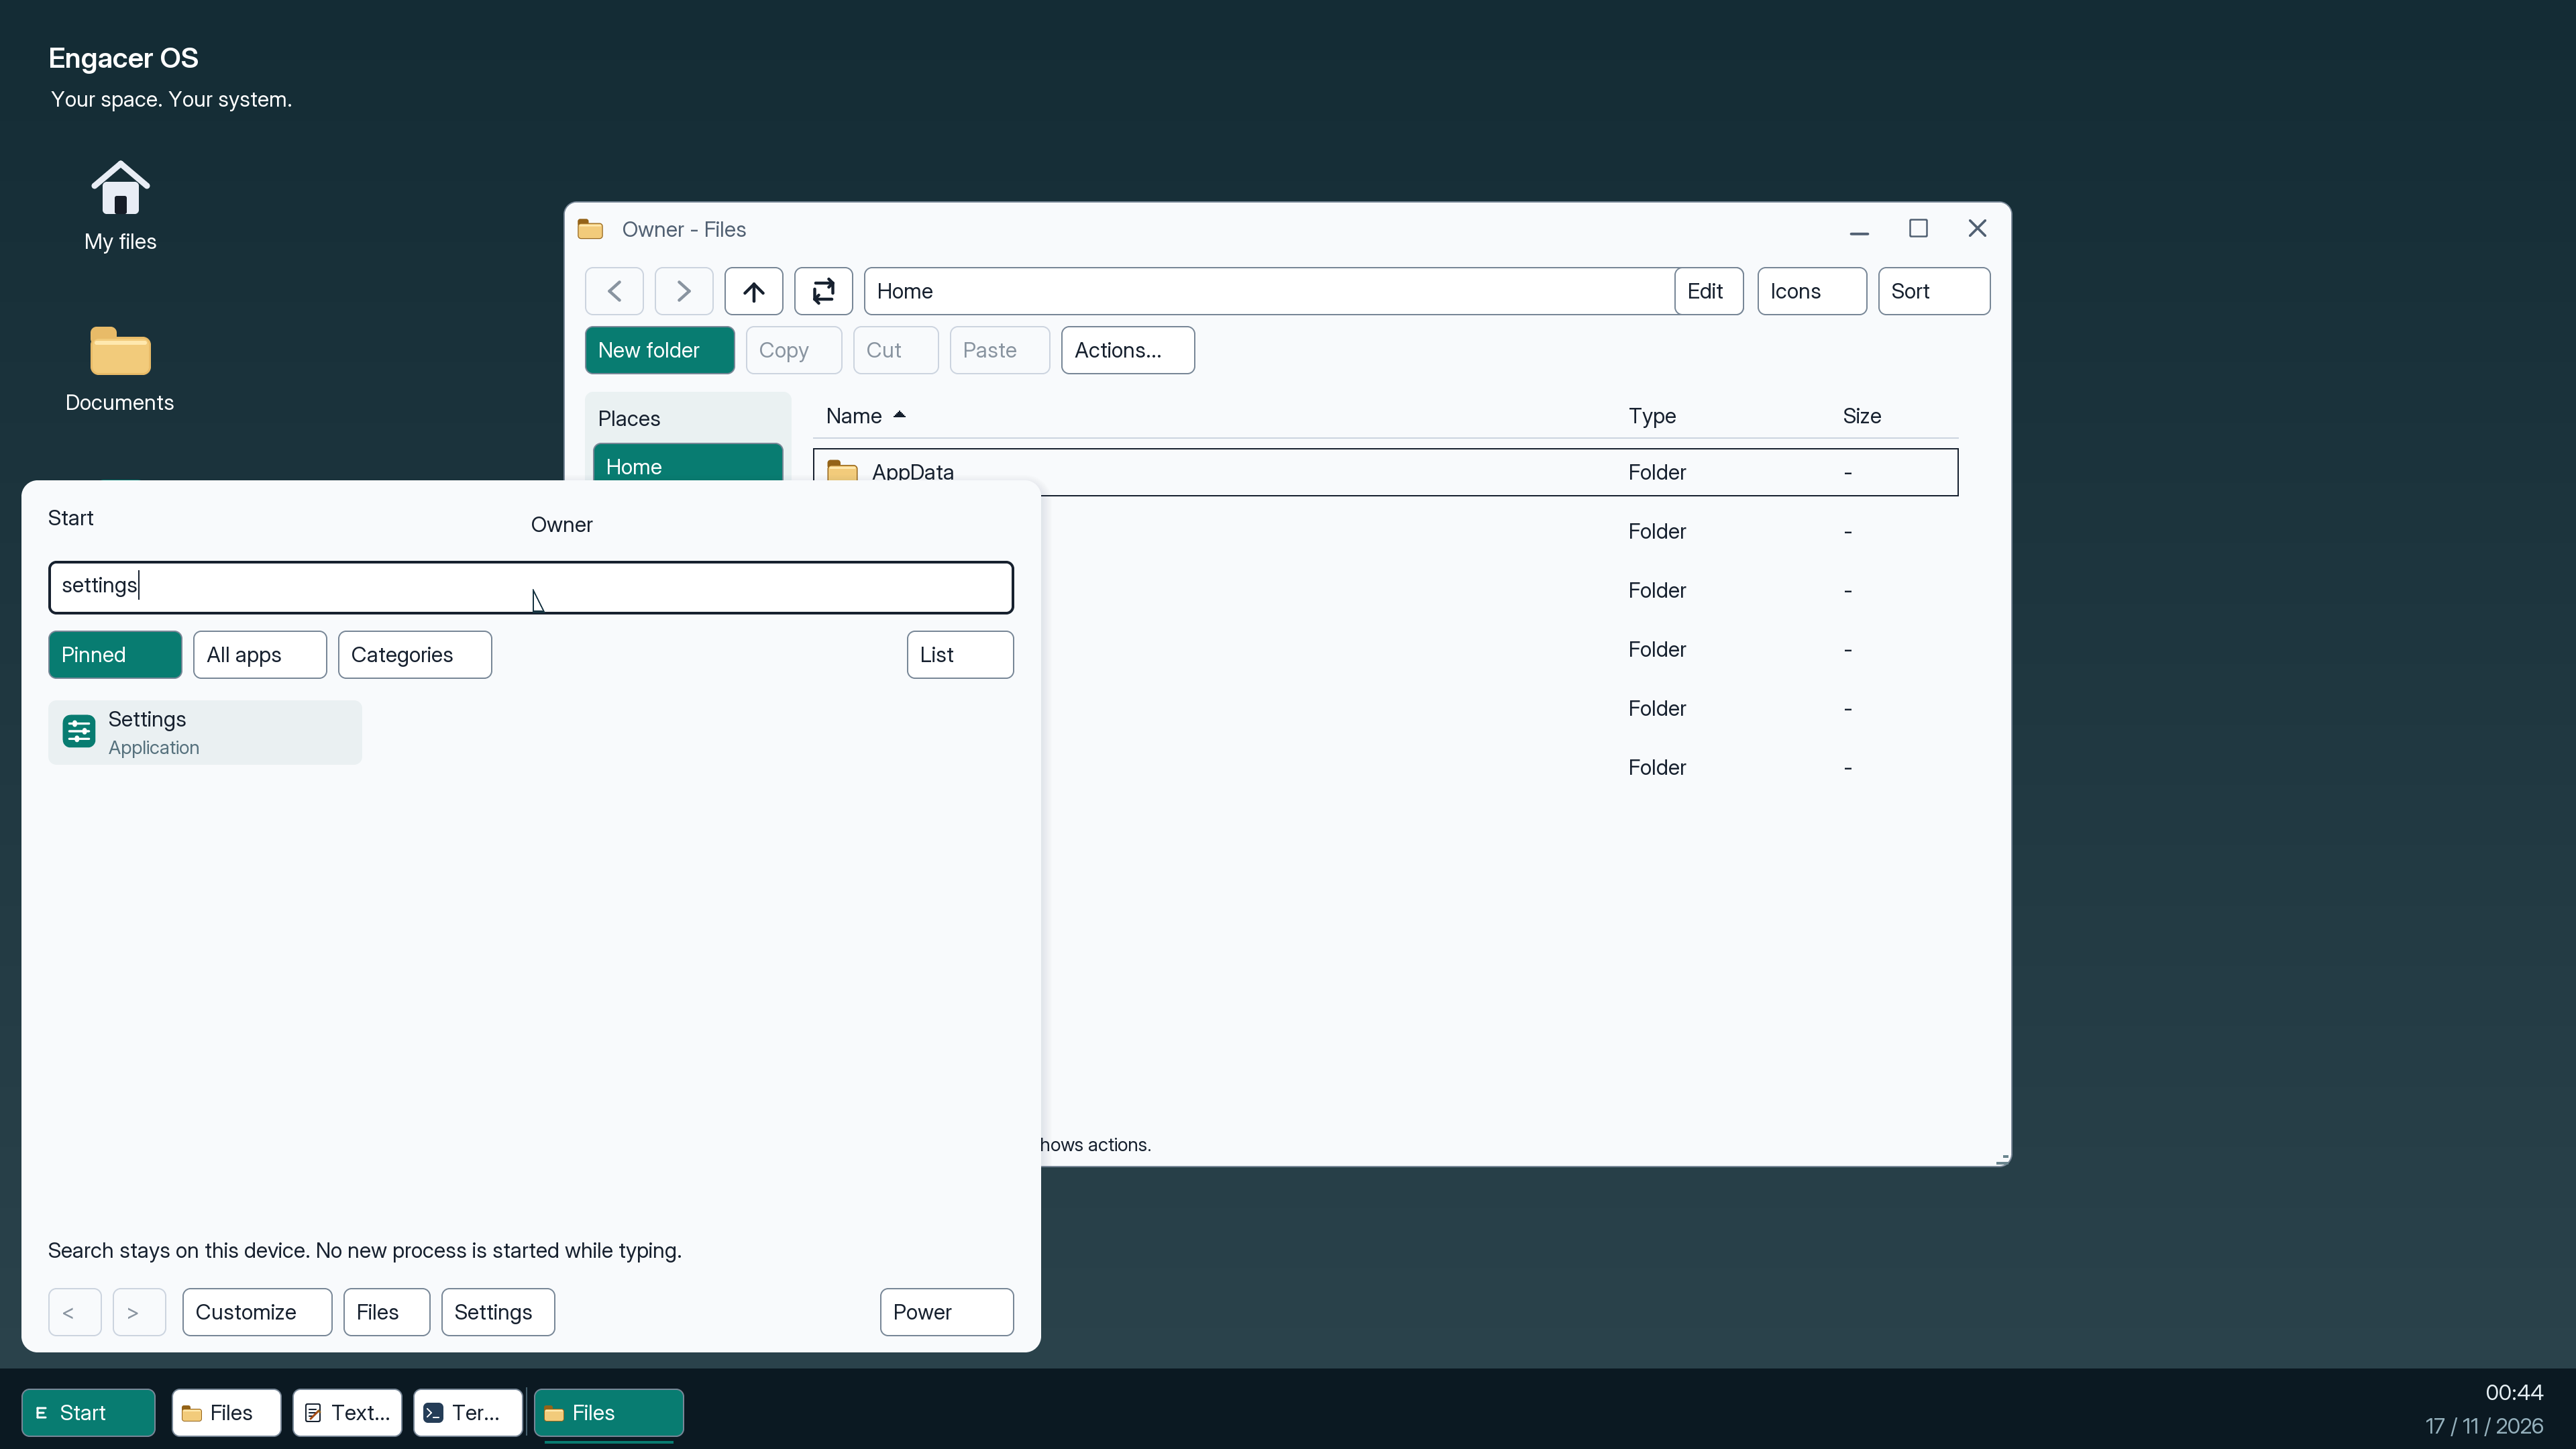 Engacer OS
Your space. Your system.
My files
Documents
Owner - Files
Home
Edit
Icons
Sort
New folder
Copy
Cut
Paste
Actions...
Places
Name
Type
Size
Home
AppData
Folder
-
Folder
-
Folder
-
Folder
-
Folder
-
Folder
-
hows actions.
Start
Owner
settings
Pinned
All apps
Categories
List
Settings
Application
Search stays on this device. No new process is started while typing.
<
>
Customize
Files
Settings
Power
E Start
Files
Text...
Ter...
Files
00:44
17 / 11 / 2026